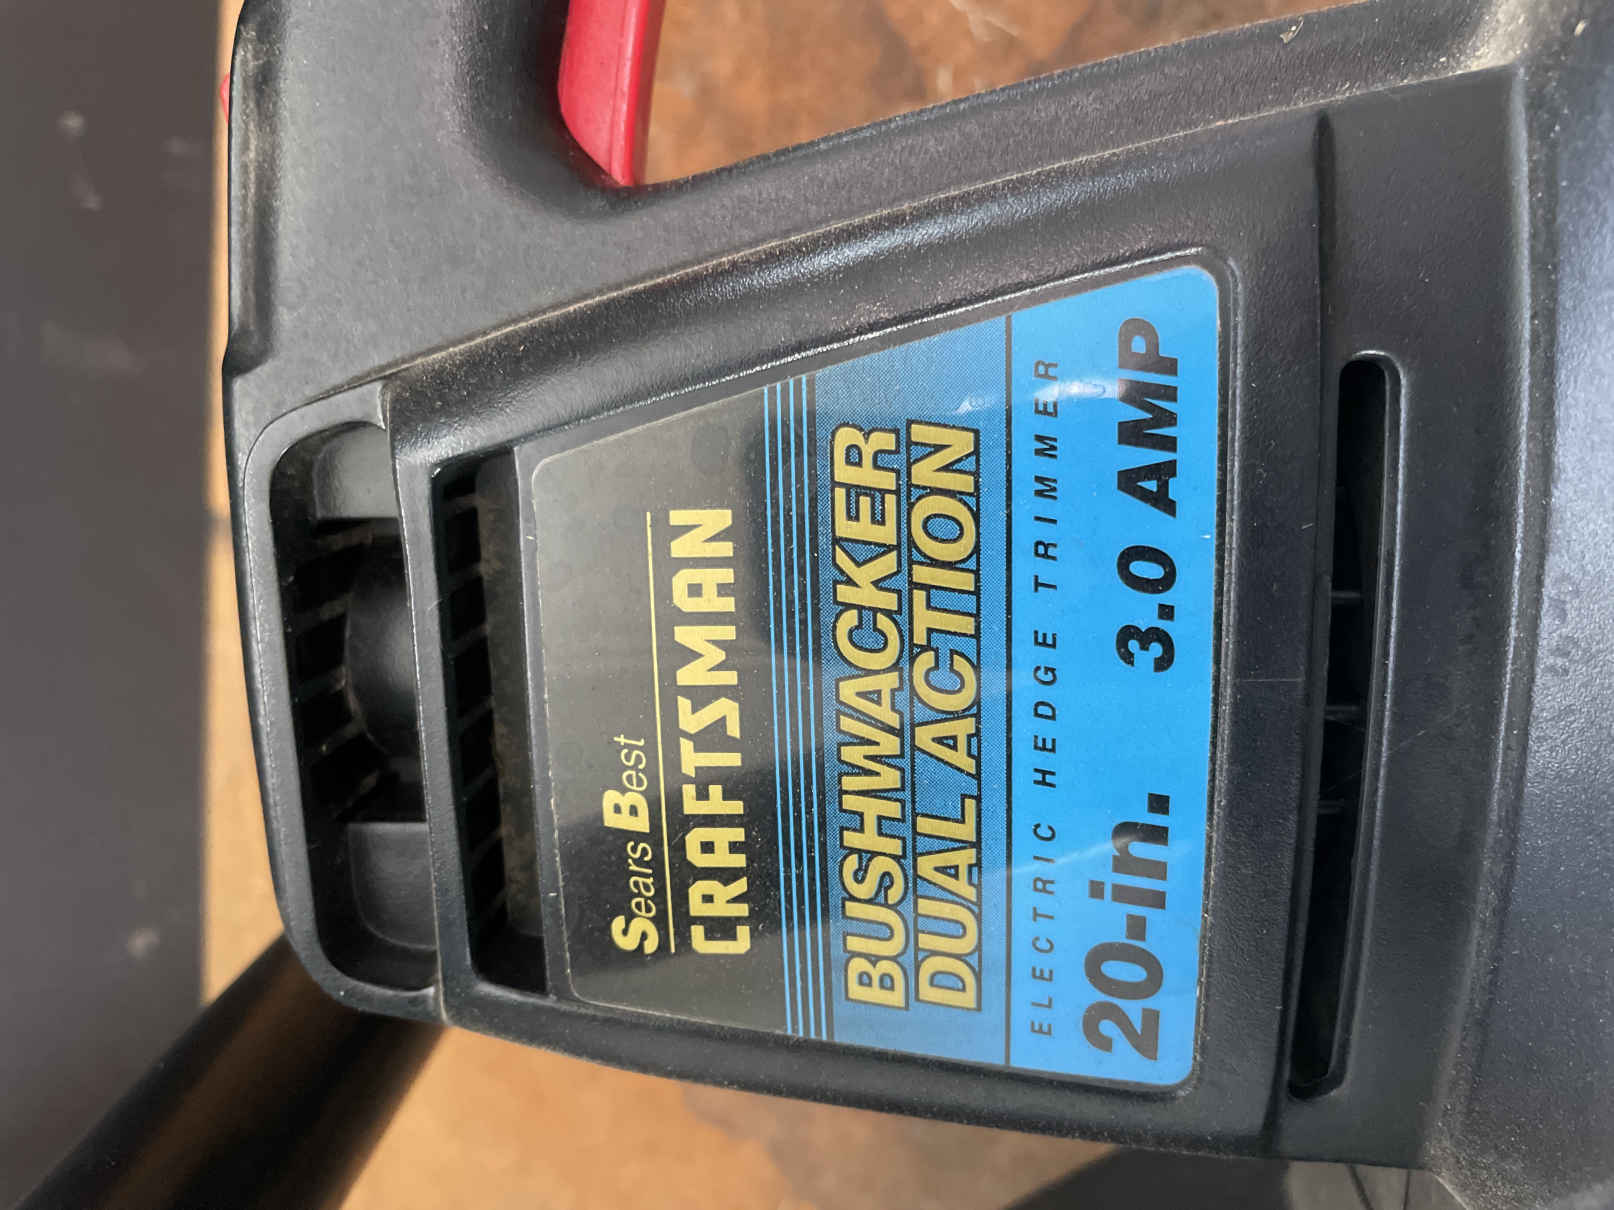 Sears Best
CRAFTSMAN
BUSHWACKER
DUAL ACTION
ELECTRIC HEDGE TRIMMER
20-in. 3.0 AMP